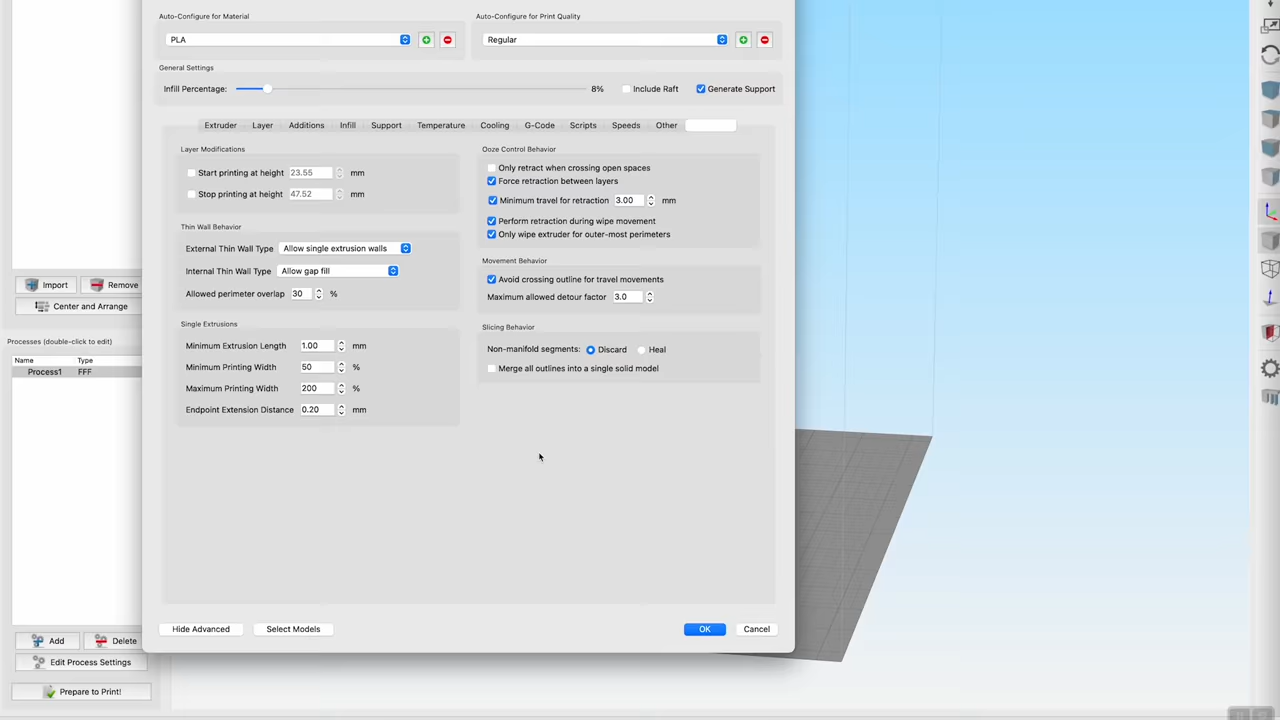 Auto-Configure for Material
Auto-Configure for Print Quality
PLA
Regular
General Settings
Infill Percentage:
8%
Include Raft
Generate Support
Extruder
Layer
Additions
Infill
Support
Temperature
Cooling
G-Code
Scripts
Speeds
Other
Layer Modifications
Start printing at height 23.55 mm
Stop printing at height 47.52 mm
Thin Wall Behavior
External Thin Wall Type Allow single extrusion walls
Internal Thin Wall Type Allow gap fill
Allowed perimeter overlap 30 %
Single Extrusions
Minimum Extrusion Length 1.00 mm
Minimum Printing Width 50 %
Maximum Printing Width 200 %
Endpoint Extension Distance 0.20 mm
Ooze Control Behavior
Only retract when crossing open spaces
Force retraction between layers
Minimum travel for retraction 3.00 mm
Perform retraction during wipe movement
Only wipe extruder for outer-most perimeters
Movement Behavior
Avoid crossing outline for travel movements
Maximum allowed detour factor 3.0
Slicing Behavior
Non-manifold segments: Discard Heal
Merge all outlines into a single solid model
Hide Advanced
Select Models
OK
Cancel
Import
Remove
Center and Arrange
Processes (double-click to edit)
Name Type
Process1 FFF
Add
Delete
Edit Process Settings
Prepare to Print!